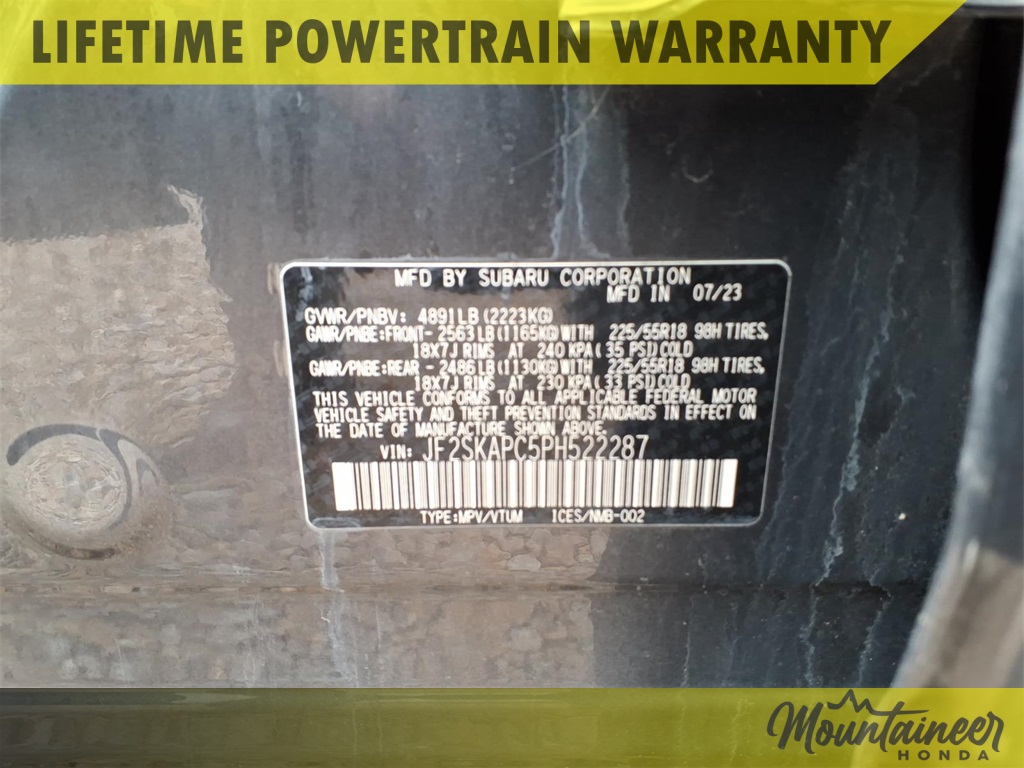 LIFETIME POWERTRAIN WARRANTY
MFD BY SUBARU CORPORATION
MFD IN 07/23
GVWR/PNBV: 4891LB(2223KG)
GAWR/PNBE:FRONT-2563LB(1165KG)WITH 225/55R18 98H TIRES,
18X7J RIMS AT 240KPA(35 PSI)COLD
GAWR/PNBE:REAR -2486LB(1130KG)WITH 225/55R18 98H TIRES,
18X7J RIMS AT 230KPA(33 PSI)COLD
THIS VEHICLE CONFORMS TO ALL APPLICABLE FEDERAL MOTOR
VEHICLE SAFETY AND THEFT PREVENTION STANDARDS IN EFFECT ON
THE DATE OF MANUFACTURE SHOWN ABOVE.
VIN: JF2SKAPC5PH522287
TYPE:MPV/VTUM ICES/NMB-002
Mountaineer
HONDA